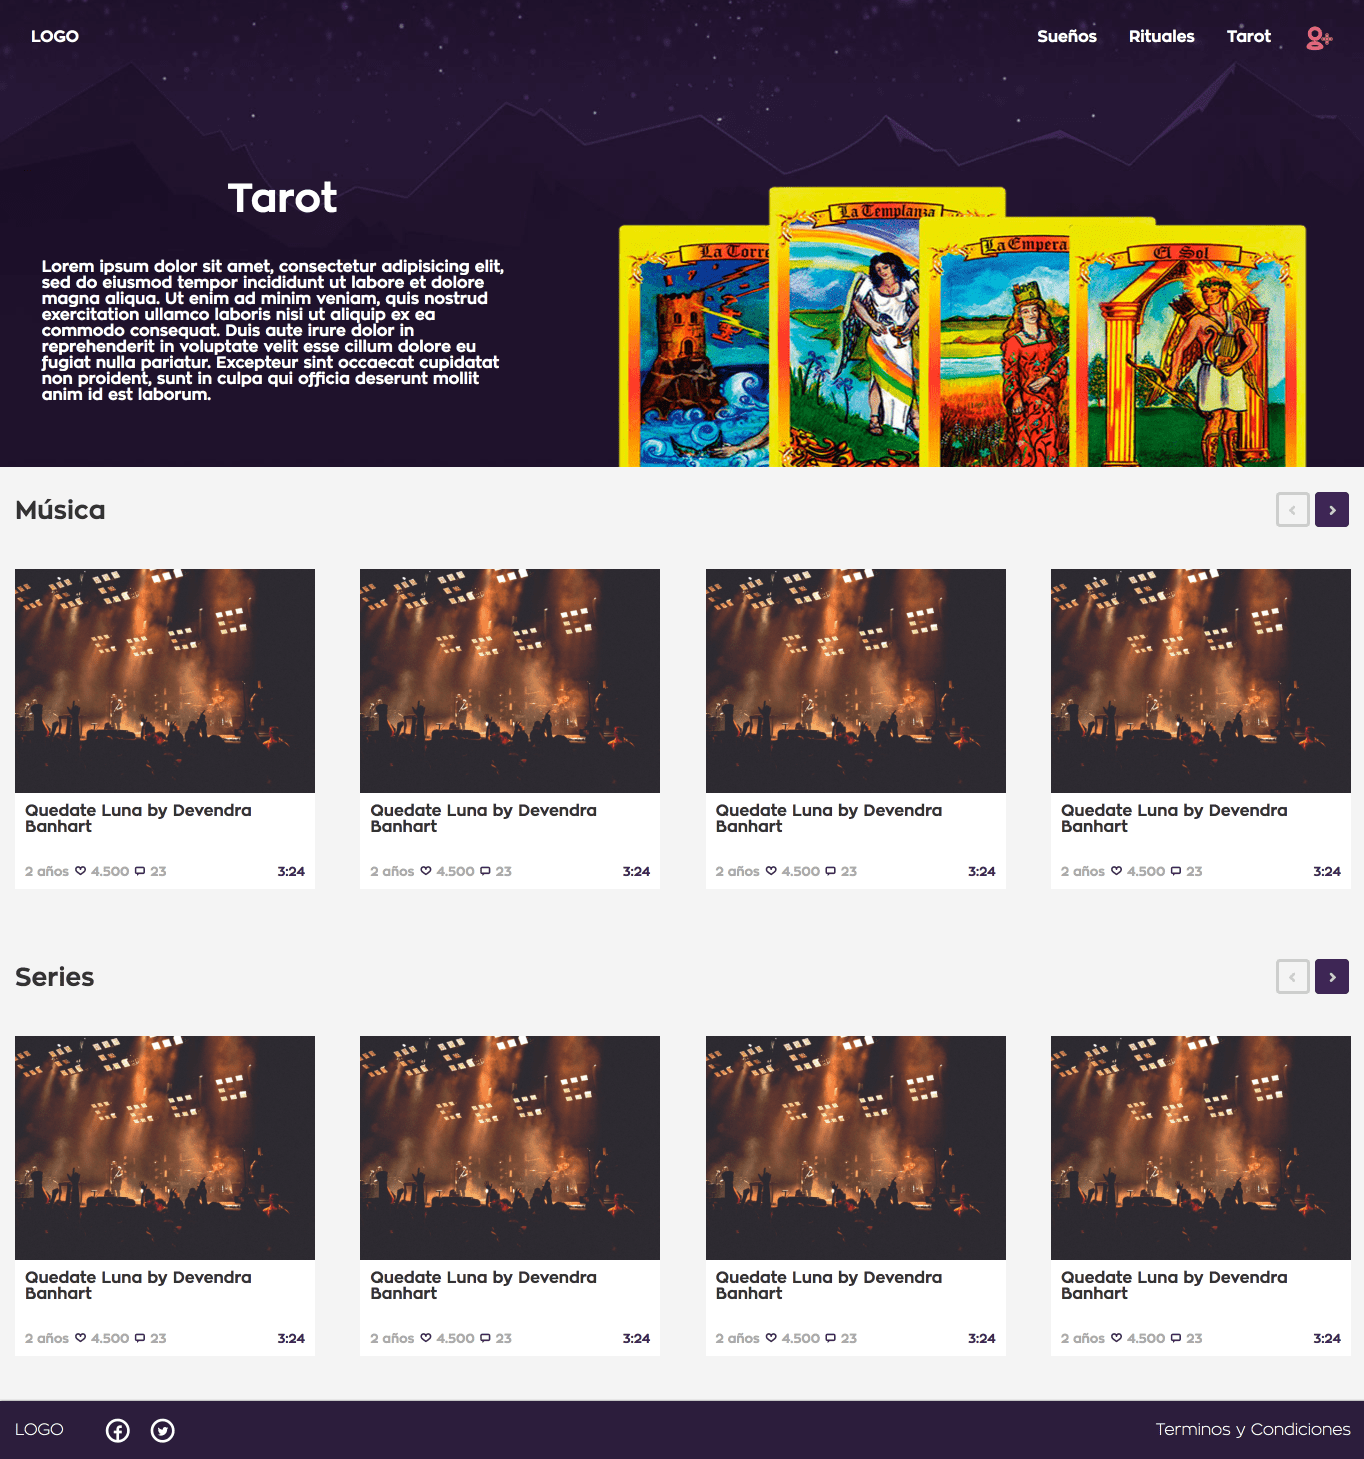 LOGO
Sueños
Rituales
Tarot
Tarot
Lorem ipsum dolor sit amet, consectetur adipisicing elit,
sed do eiusmod tempor incididunt ut labore et dolore
magna aliqua. Ut enim ad minim veniam, quis nostrud
exercitation ullamco laboris nisi ut aliquip ex ea
commodo consequat. Duis aute irure dolor in
reprehenderit in voluptate velit esse cillum dolore eu
fugiat nulla pariatur. Excepteur sint occaecat cupidatat
non proident, sunt in culpa qui officia deserunt mollit
anim id est laborum.
La Torre
La Templanza
La Empera
El Sol
Música
Quedate Luna by Devendra
Banhart
2 años 4.500 23 3:24
Quedate Luna by Devendra
Banhart
2 años 4.500 23 3:24
Quedate Luna by Devendra
Banhart
2 años 4.500 23 3:24
Quedate Luna by Devendra
Banhart
2 años 4.500 23 3:24
Series
Quedate Luna by Devendra
Banhart
2 años 4.500 23 3:24
Quedate Luna by Devendra
Banhart
2 años 4.500 23 3:24
Quedate Luna by Devendra
Banhart
2 años 4.500 23 3:24
Quedate Luna by Devendra
Banhart
2 años 4.500 23 3:24
LOGO
Terminos y Condiciones